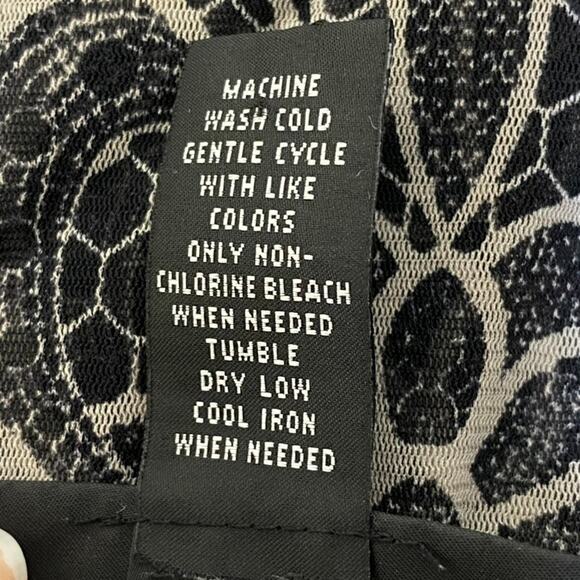 MACHINE
WASH COLD
GENTLE CYCLE
WITH LIKE
COLORS
ONLY NON-
CHLORINE BLEACH
WHEN NEEDED
TUMBLE
DRY LOW
COOL IRON
WHEN NEEDED